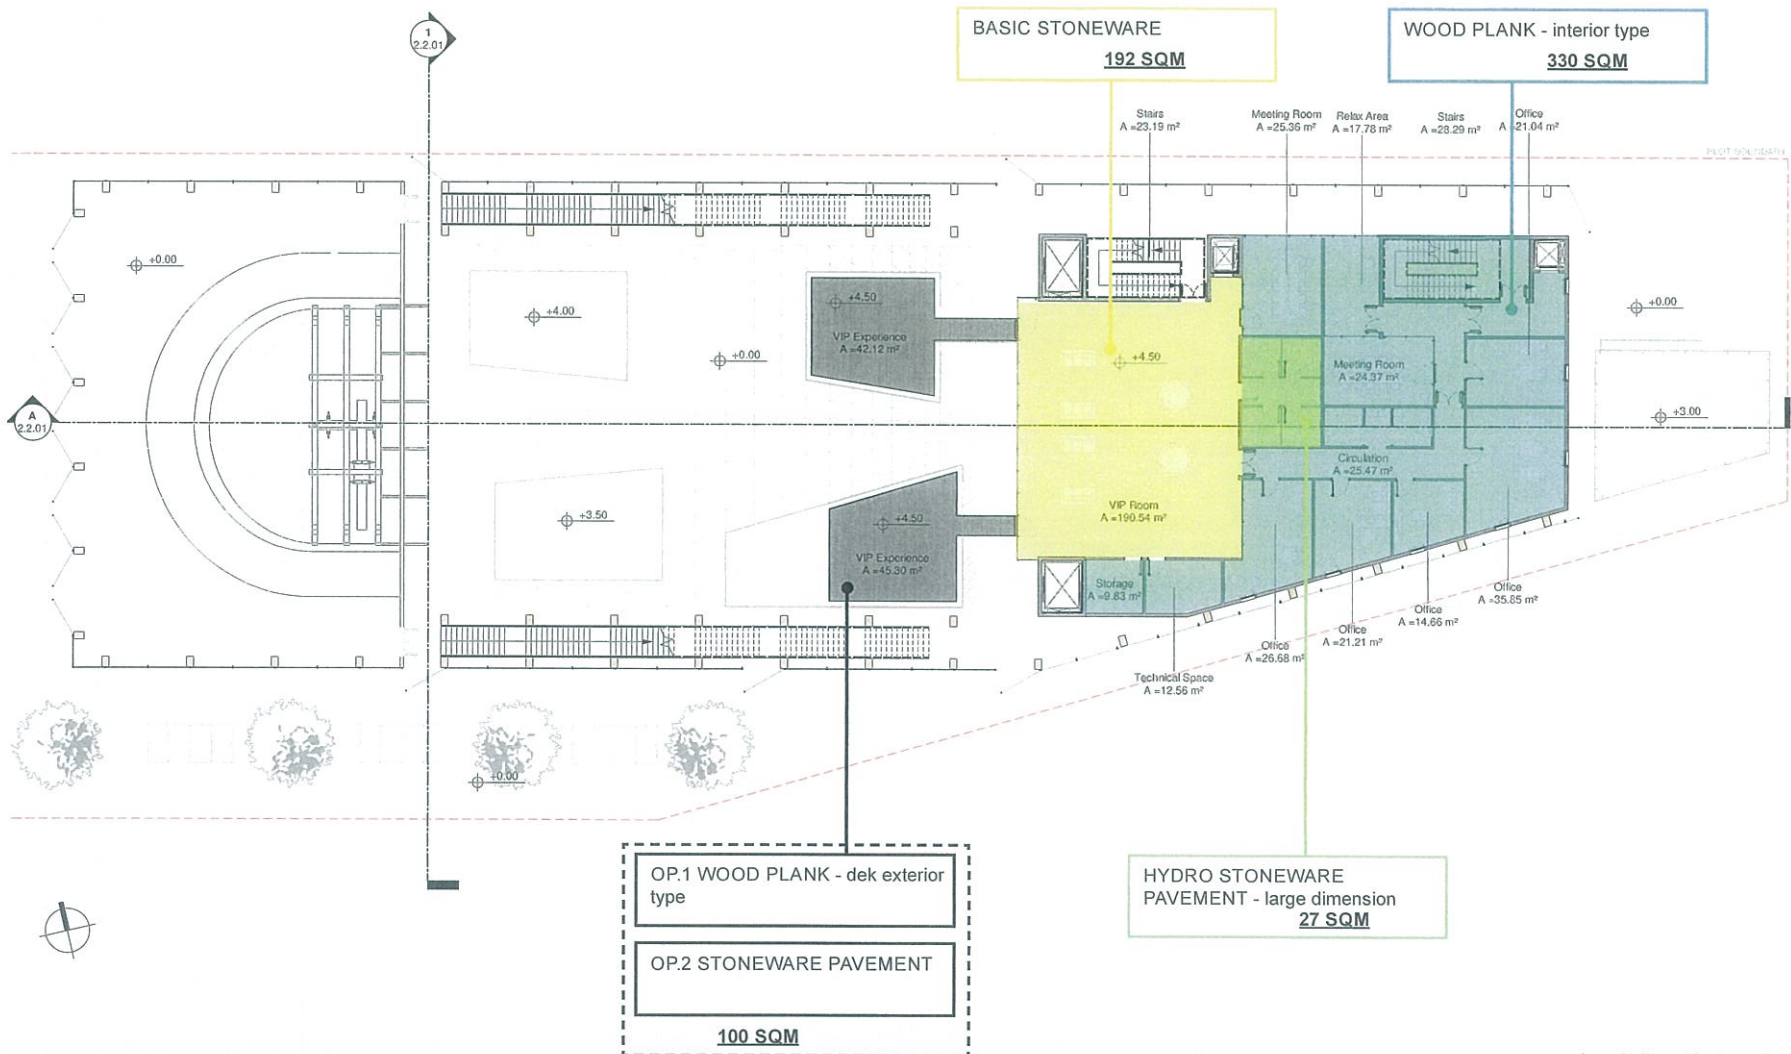 1
2.2.01
BASIC STONEWARE
192 SQM
WOOD PLANK - interior type
330 SQM
Stairs
A =23.19 m²
Meeting Room
A =25.36 m²
Relax Area
A =17.78 m²
Stairs
A =28.29 m²
Office
A =21.04 m²
PLOT BOUNDARY
+0.00
+4.00
+0.00
+4.50
VIP Experience
A =42.12 m²
+4.50
+0.00
Meeting Room
A =24.37 m²
A
2.2.01
+3.00
Circulation
A =25.47 m²
+3.50
+4.50
VIP Experience
A =45.30 m²
VIP Room
A =190.54 m²
Storage
A =9.83 m²
Office
A =35.85 m²
Office
A =14.66 m²
Office
A =21.21 m²
Office
A =26.68 m²
Technical Space
A =12.56 m²
+0.00
OP.1 WOOD PLANK - dek exterior
type
OP.2 STONEWARE PAVEMENT
100 SQM
HYDRO STONEWARE
PAVEMENT - large dimension
27 SQM